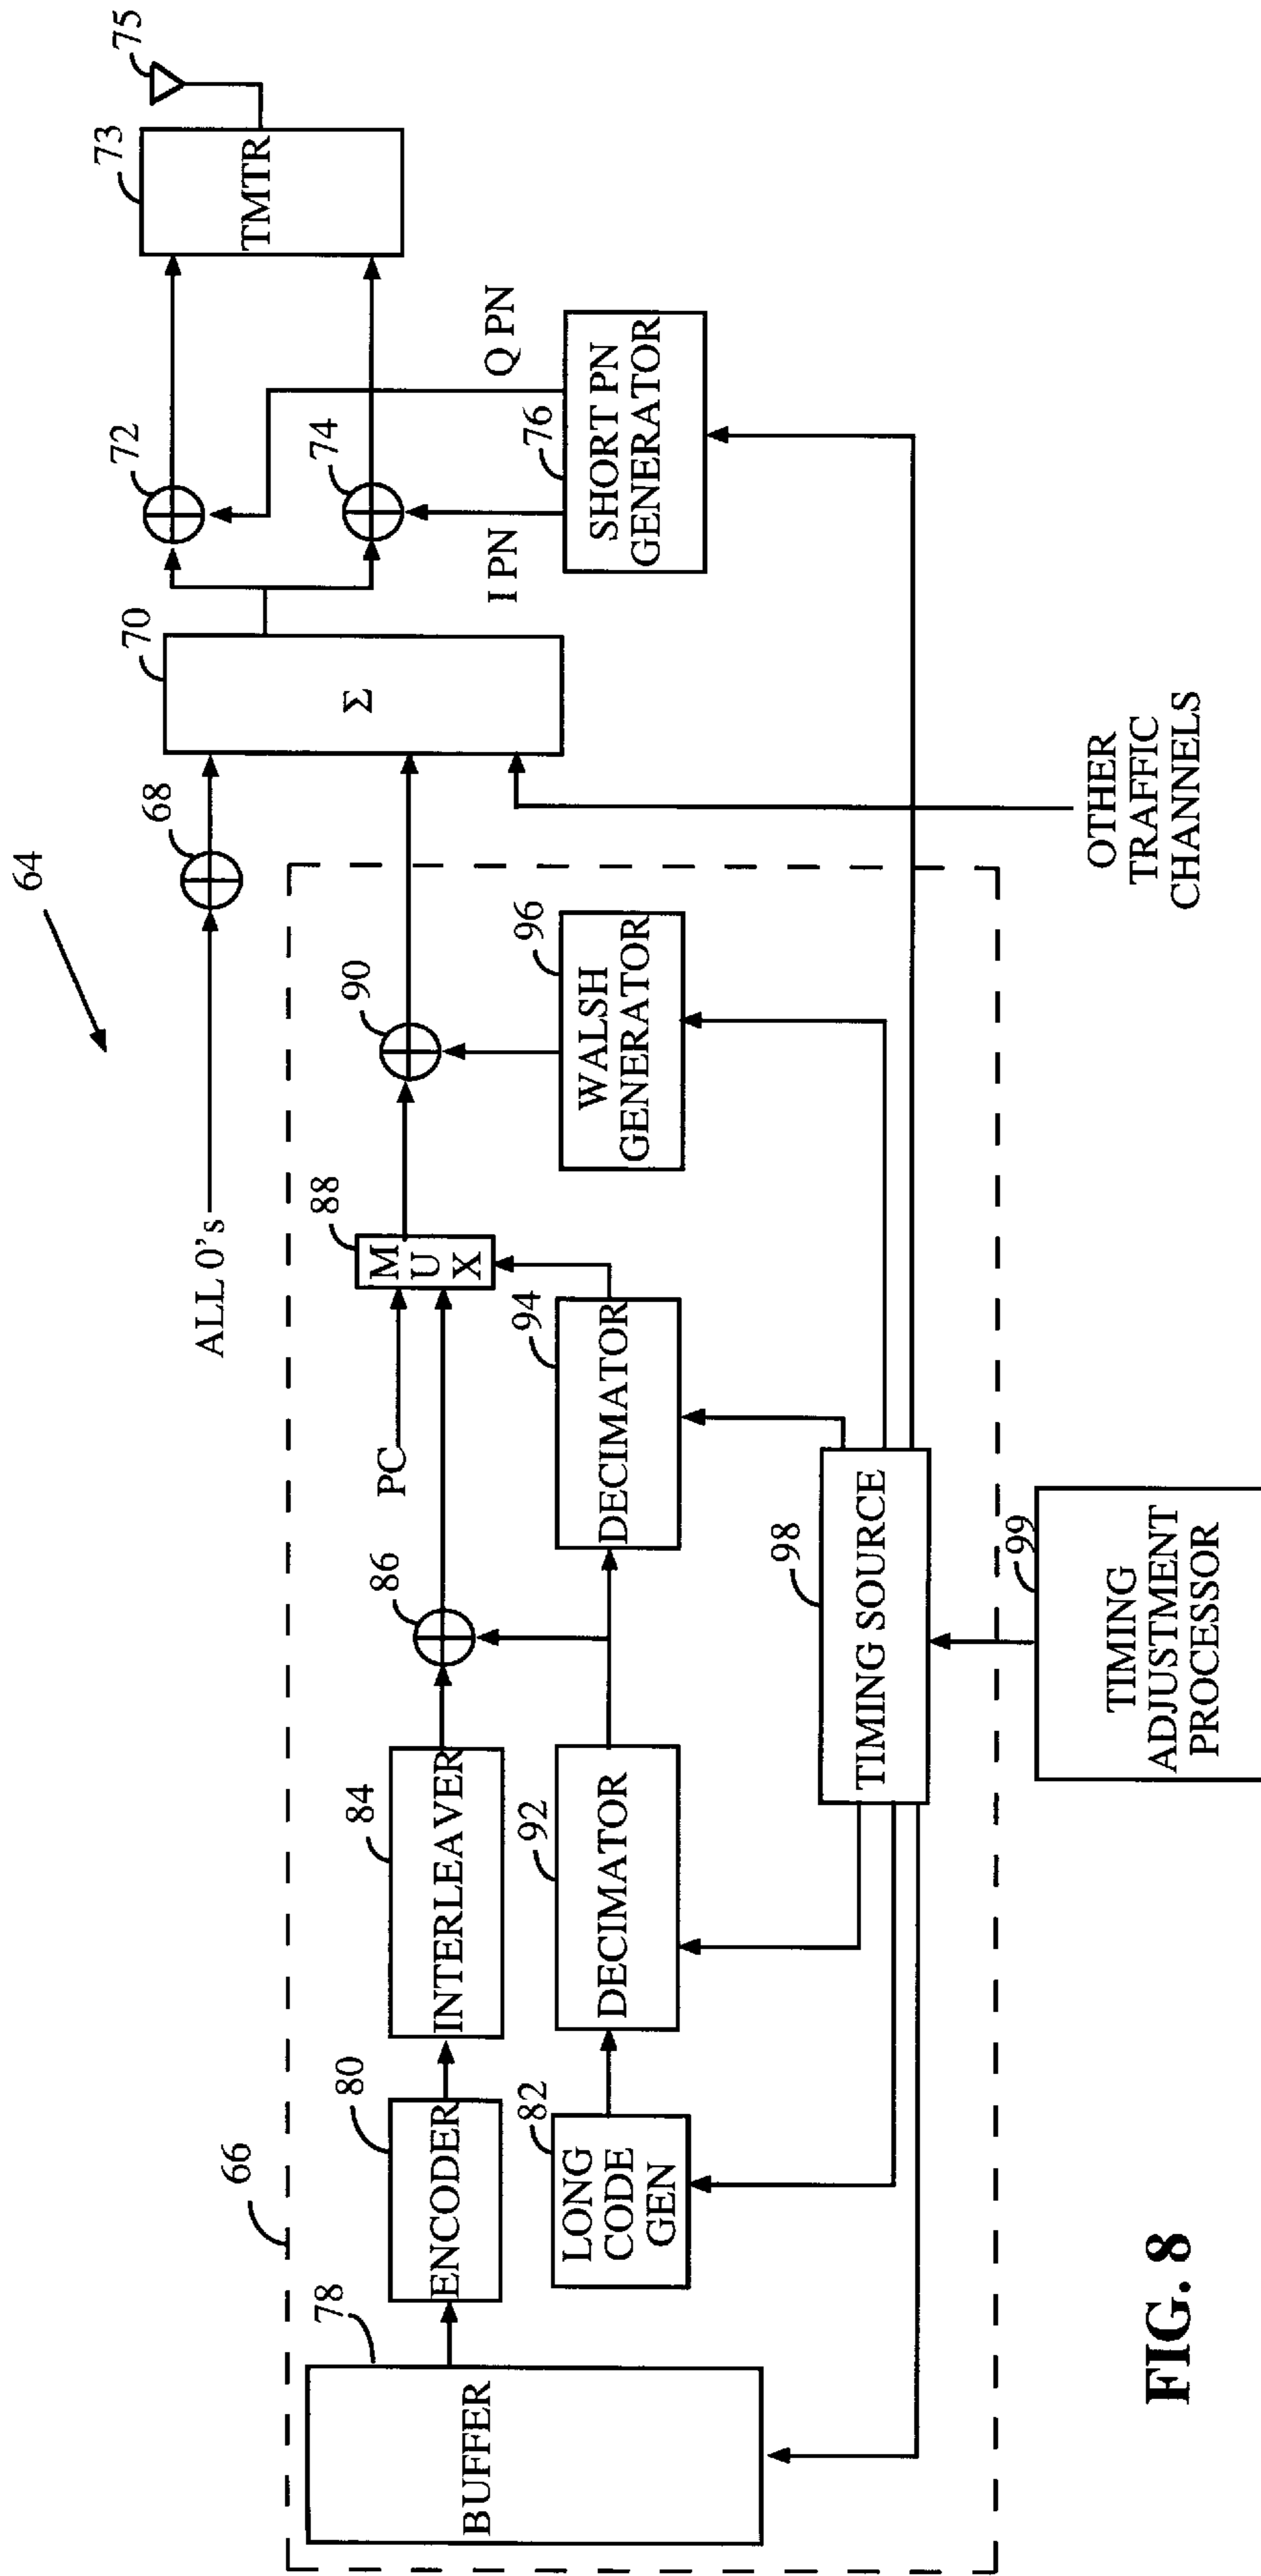 64
66
ALL 0's
68
70
Σ
72
74
73
TMTR
75
I PN
Q PN
76
SHORT PN
GENERATOR
78
BUFFER
80
ENCODER
84
INTERLEAVER
86
PC
88
M
U
X
90
82
LONG
CODE
GEN
92
DECIMATOR
94
DECIMATOR
96
WALSH
GENERATOR
98
TIMING SOURCE
99
TIMING
ADJUSTMENT
PROCESSOR
OTHER
TRAFFIC
CHANNELS
FIG. 8